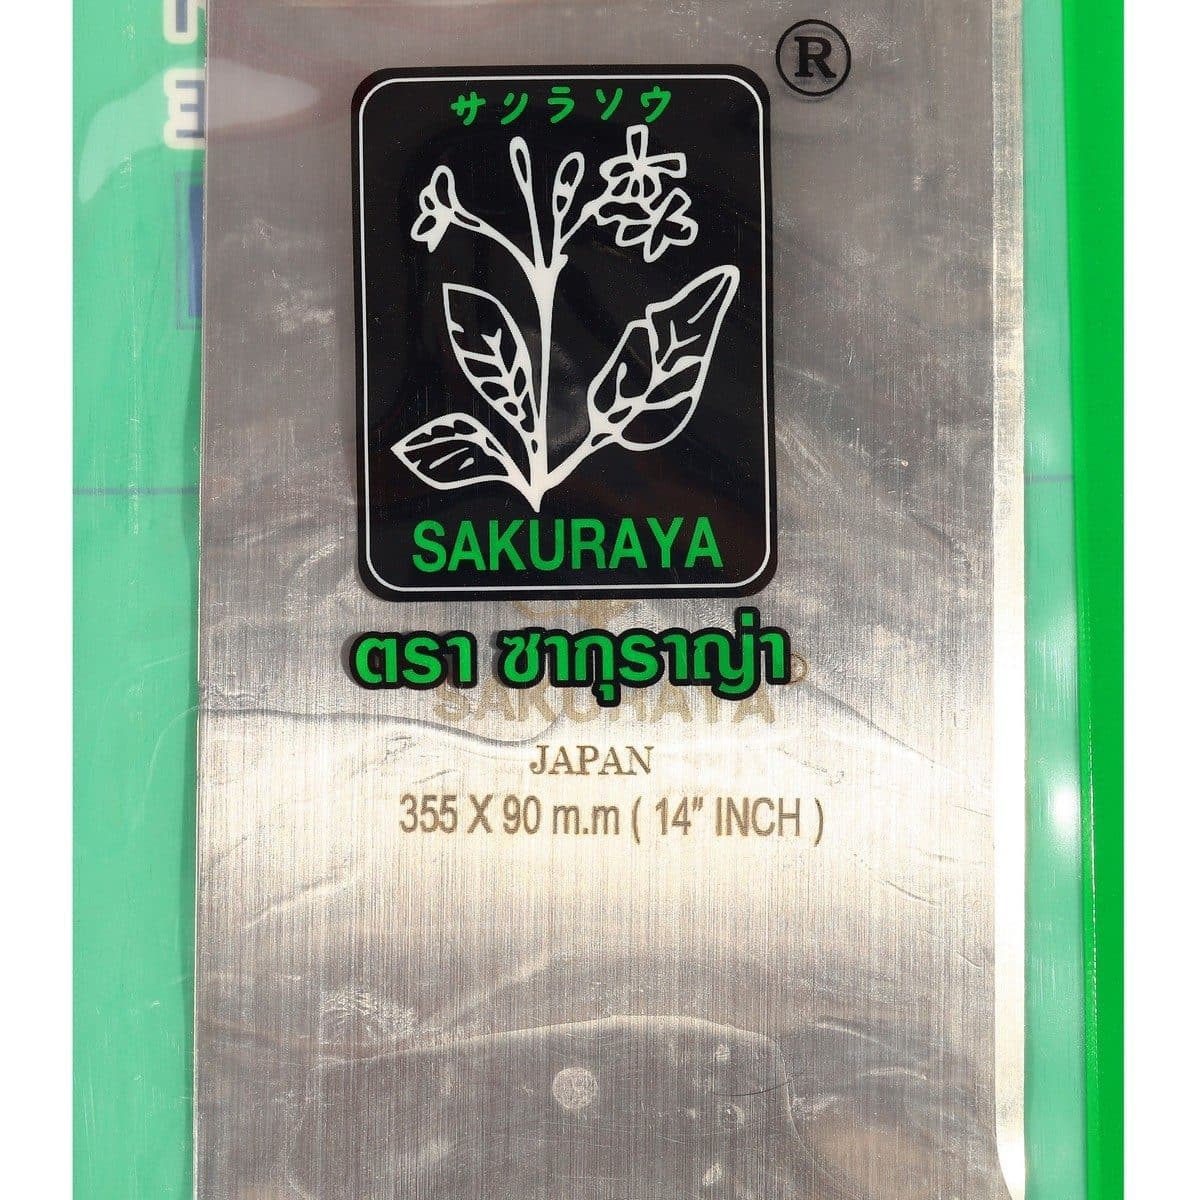 ®
サソラソウ
SAKURAYA
ตรา ซากุราญ่า
SAKURAYA
JAPAN
355 X 90 m.m ( 14" INCH )